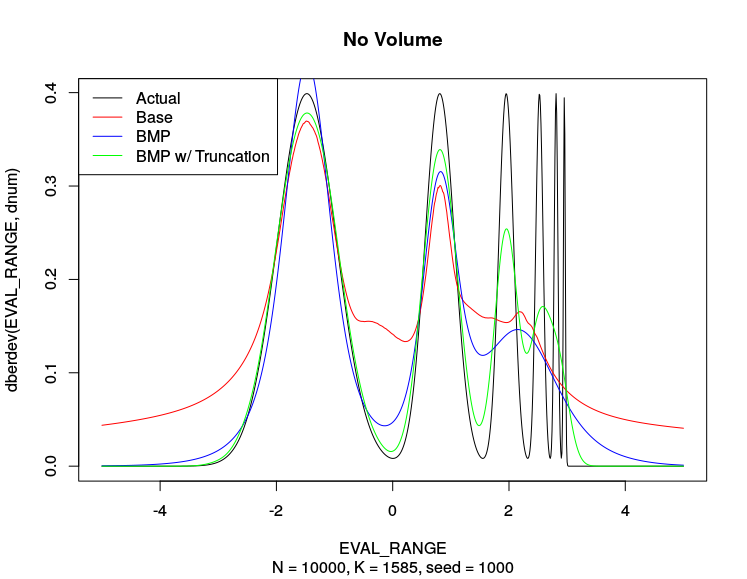 No Volume
Actual
Base
BMP
BMP w/ Truncation
dberdev(EVAL_RANGE, dnum)
0.4
0.3
0.2
0.1
0.0
-4 -2 0 2 4
EVAL_RANGE
N = 10000, K = 1585, seed = 1000